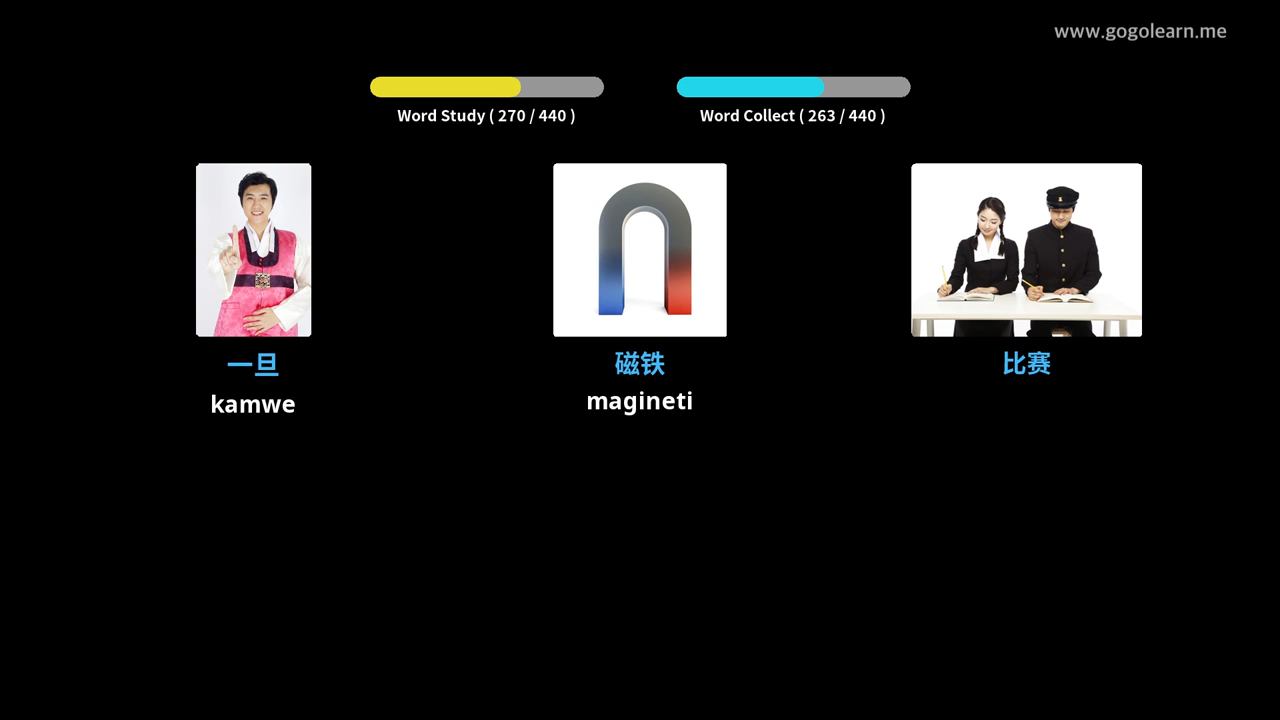 www.gogolearn.me
Word Study ( 270 / 440 )
Word Collect ( 263 / 440 )
一旦
kamwe
磁铁
magineti
比赛